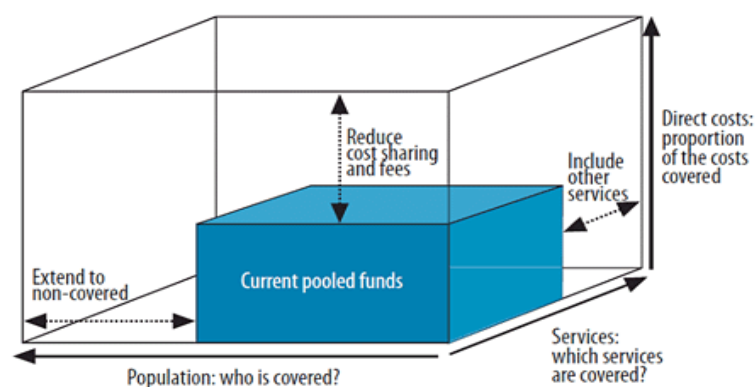 Reduce
cost sharing
and fees
Direct costs:
proportion
of the costs
covered
Include
other
services
Extend to
non-covered
Current pooled funds
Services:
which services
are covered?
Population: who is covered?